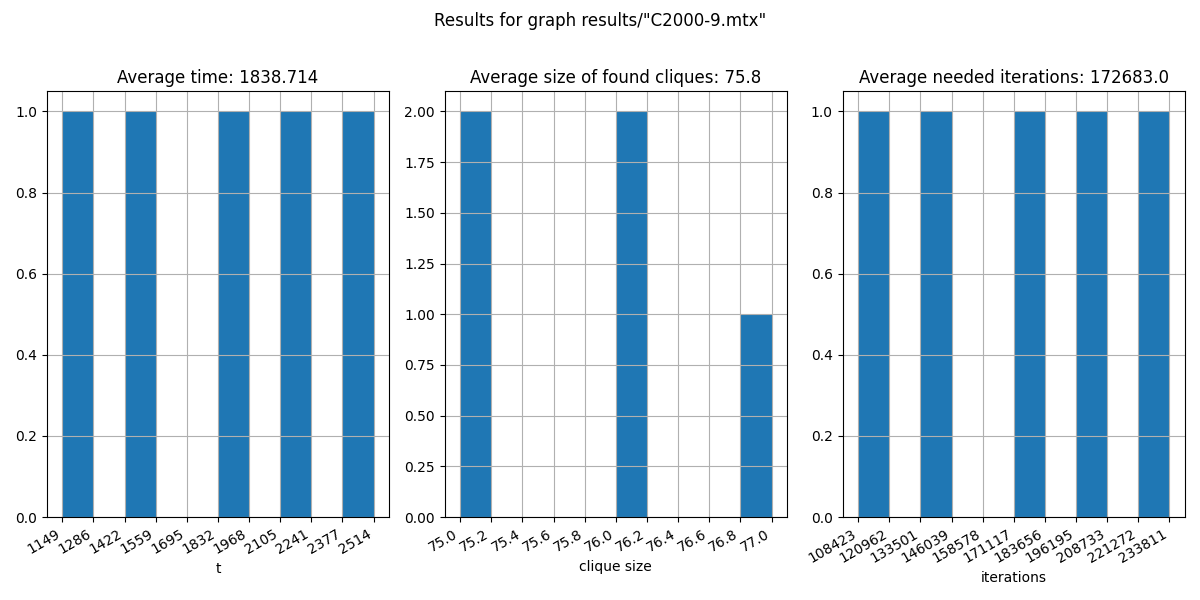 Results for graph results/"C2000-9.mtx"
Average time: 1838.714
1.0
0.8
0.6
0.4
0.2
0.0
1149 1286 1422 1559 1695 1832 1968 2105 2241 2377 2514
t
Average size of found cliques: 75.8
2.00
1.75
1.50
1.25
1.00
0.75
0.50
0.25
0.00
75.0 75.2 75.4 75.6 75.8 76.0 76.2 76.4 76.6 76.8 77.0
clique size
Average needed iterations: 172683.0
1.0
0.8
0.6
0.4
0.2
0.0
108423 120962 133501 146039 158578 171117 183656 196195 208733 221272 233811
iterations